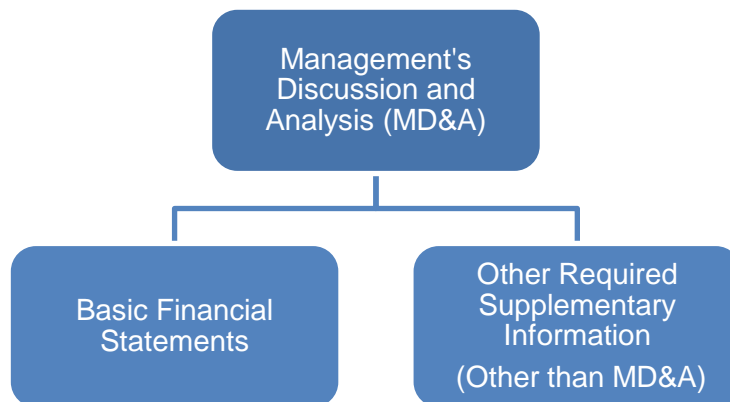 Management's
Discussion and
Analysis (MD&A)
Basic Financial
Statements
Other Required
Supplementary
Information
(Other than MD&A)